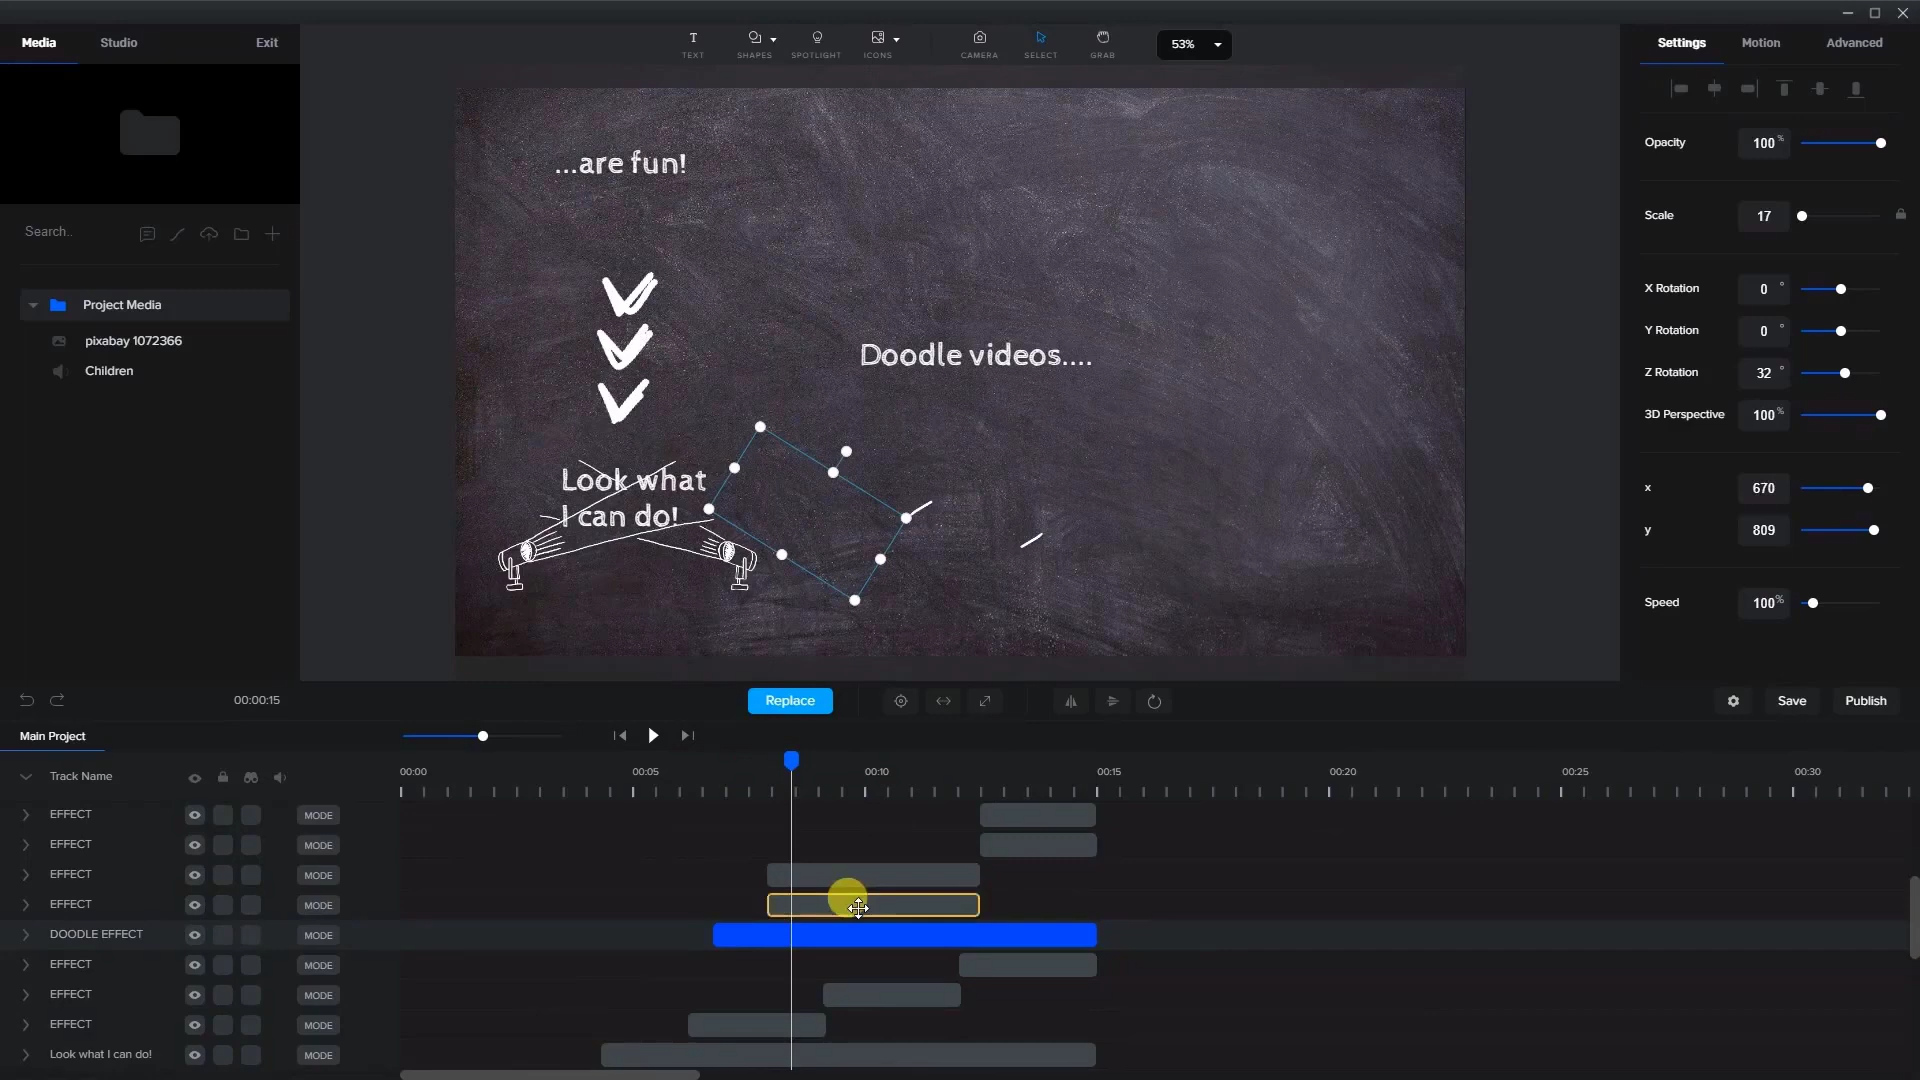 Media Studio Exit
TEXT SHAPES SPOTLIGHT ICONS CAMERA SELECT GRAB 53%
Settings Motion Advanced
Search..
Project Media
pixabay 1072366
Children
...are fun!
Doodle videos....
Look what
I can do!
Opacity 100 %
Scale 17
X Rotation 0 °
Y Rotation 0 °
Z Rotation 32 °
3D Perspective 100 %
x 670
y 809
Speed 100 %
00:00:15 Replace Save Publish
Main Project
Track Name 00:00 00:05 00:10 00:15 00:20 00:25 00:30
EFFECT MODE
EFFECT MODE
EFFECT MODE
EFFECT MODE
DOODLE EFFECT MODE
EFFECT MODE
EFFECT MODE
EFFECT MODE
Look what I can do! MODE